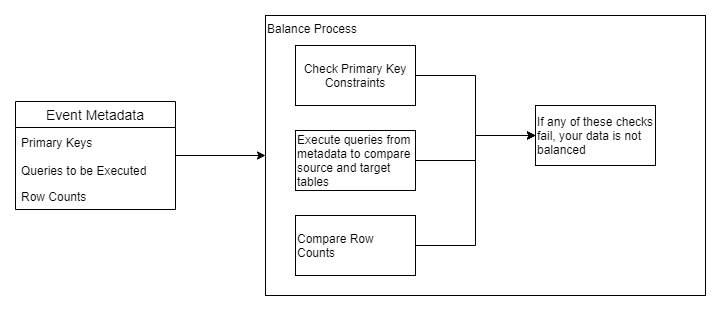 Balance Process
Check Primary Key
Constraints
Event Metadata
Primary Keys
Queries to be Executed
Row Counts
Execute queries from
metadata to compare
source and target
tables
Compare Row
Counts
If any of these checks
fail, your data is not
balanced